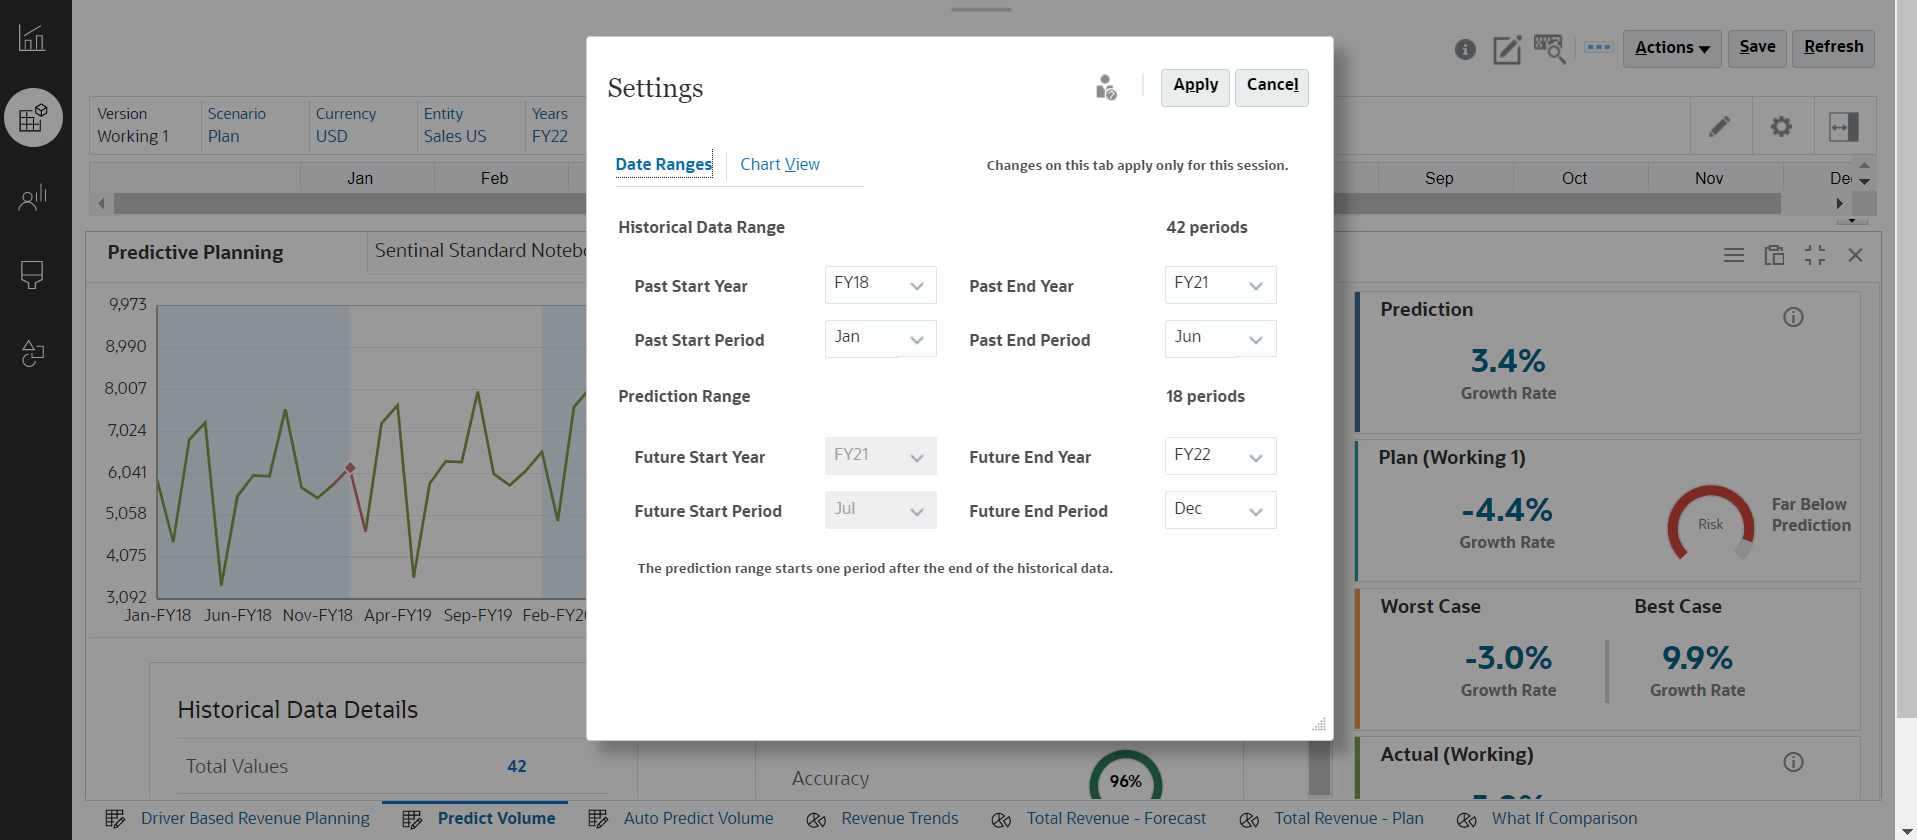 Actions
Save
Refresh
Version
Working 1
Scenario
Plan
Currency
USD
Entity
Sales US
Years
FY22
Jan Feb Sep Oct Nov
Predictive Planning
Sentinal Standard
9,973
8,990
8,007
7,024
6,041
5,058
4,075
3,092
Jan-FY18 Jun-FY18 Nov-FY18 Apr-FY19 Sep-FY19
Historical Data Details
Total Values 42
Accuracy 96%
Settings
Apply
Cancel
Date Ranges
Chart View
Changes on this tab apply only for this session.
Historical Data Range 42 periods
Past Start Year FY18 Past End Year FY21
Past Start Period Jan Past End Period Jun
Prediction Range 18 periods
Future Start Year FY21 Future End Year FY22
Future Start Period Jul Future End Period Dec
The prediction range starts one period after the end of the historical data.
Prediction
3.4%
Growth Rate
Plan (Working 1)
-4.4%
Growth Rate
Risk
Far Below
Prediction
Worst Case Best Case
-3.0% 9.9%
Growth Rate Growth Rate
Actual (Working)
Driver Based Revenue Planning
Predict Volume
Auto Predict Volume
Revenue Trends
Total Revenue - Forecast
Total Revenue - Plan
What If Comparison